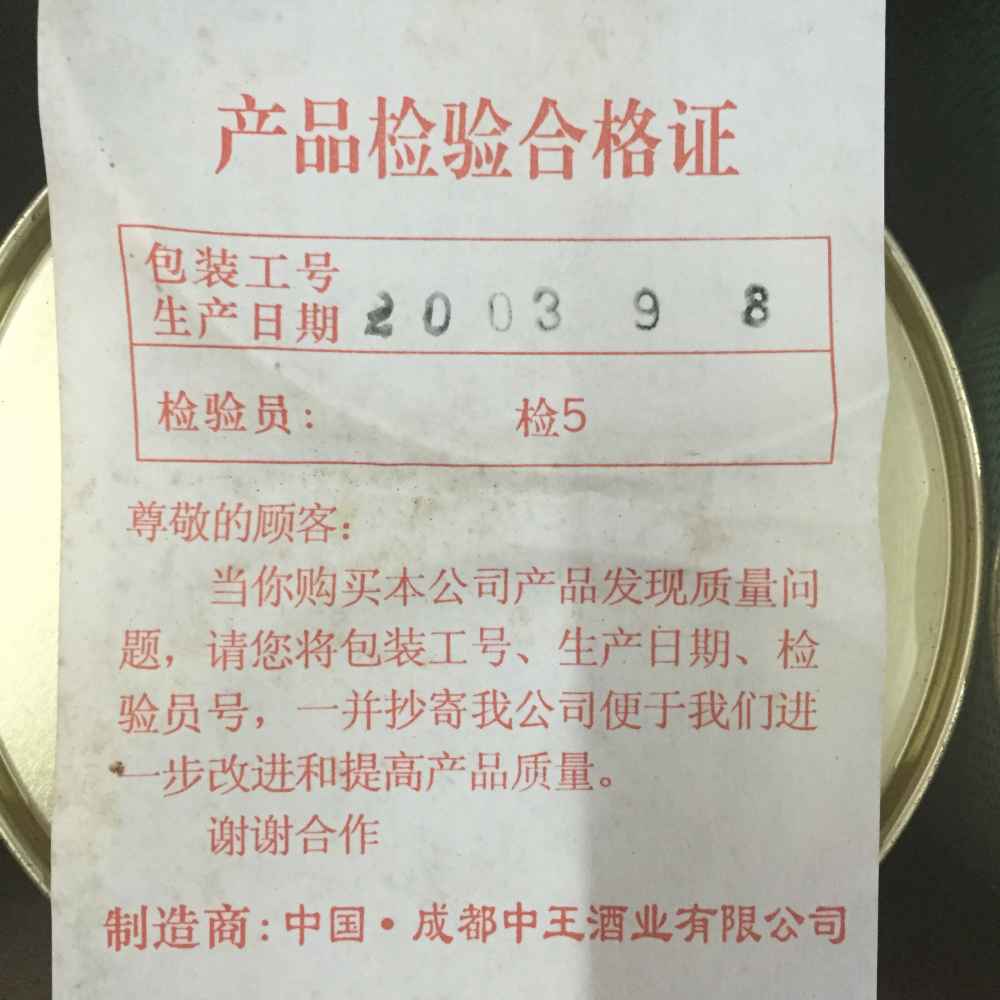 产品检验合格证
包装工号
生产日期 2003 9 8
检验员: 检5
尊敬的顾客:
当你购买本公司产品发现质量问
题,请您将包装工号、生产日期、检
验员号,一并抄寄我公司便于我们进
一步改进和提高产品质量。
谢谢合作
制造商:中国·成都中王酒业有限公司